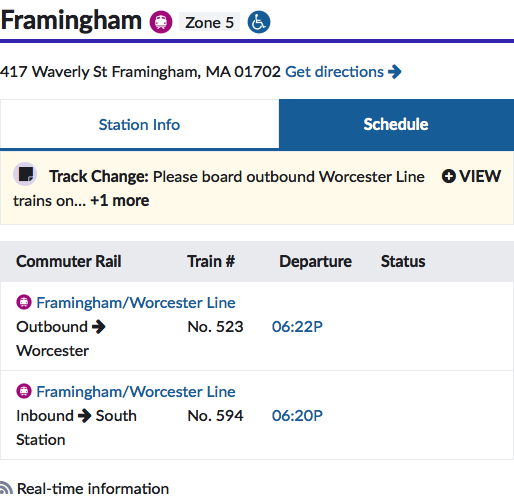 Framingham Zone 5
417 Waverly St Framingham, MA 01702 Get directions
Station Info Schedule
Track Change: Please board outbound Worcester Line VIEW
trains on... +1 more
Commuter Rail Train # Departure Status
Framingham/Worcester Line
Outbound → No. 523 06:22P
Worcester
Framingham/Worcester Line
Inbound → South No. 594 06:20P
Station
Real-time information